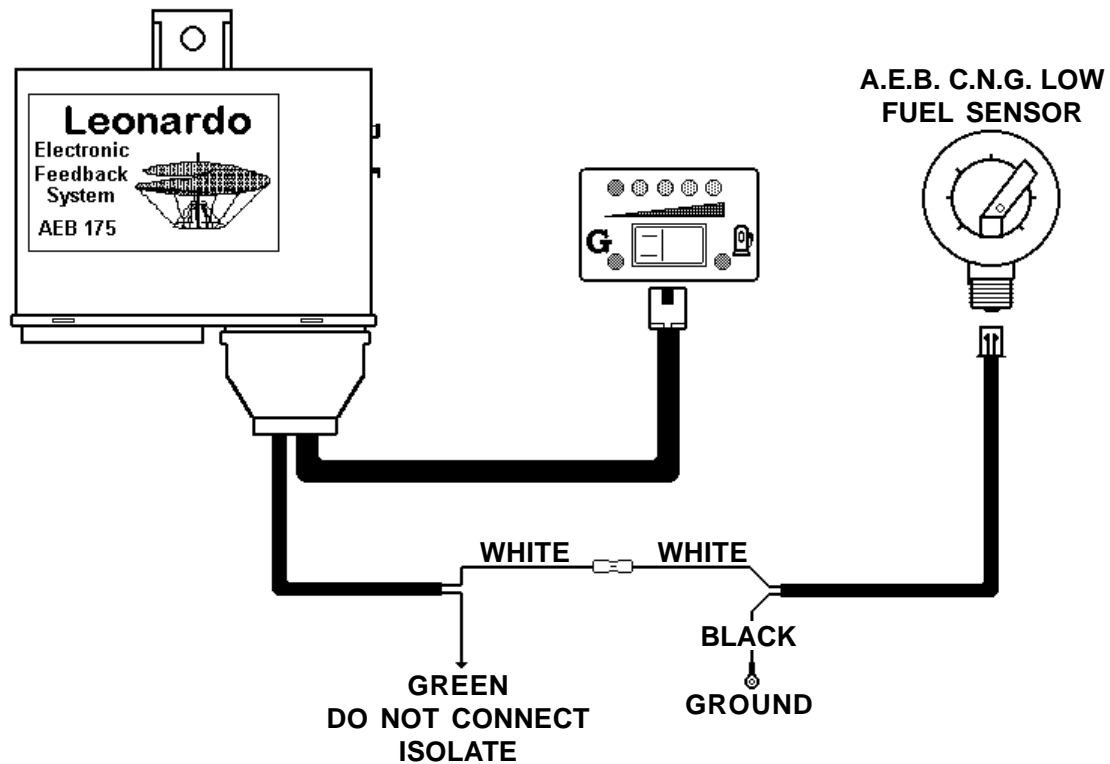 Leonardo
Electronic
Feedback
System
AEB 175
G
A.E.B. C.N.G. LOW
FUEL SENSOR
WHITE
WHITE
BLACK
GROUND
GREEN
DO NOT CONNECT
ISOLATE